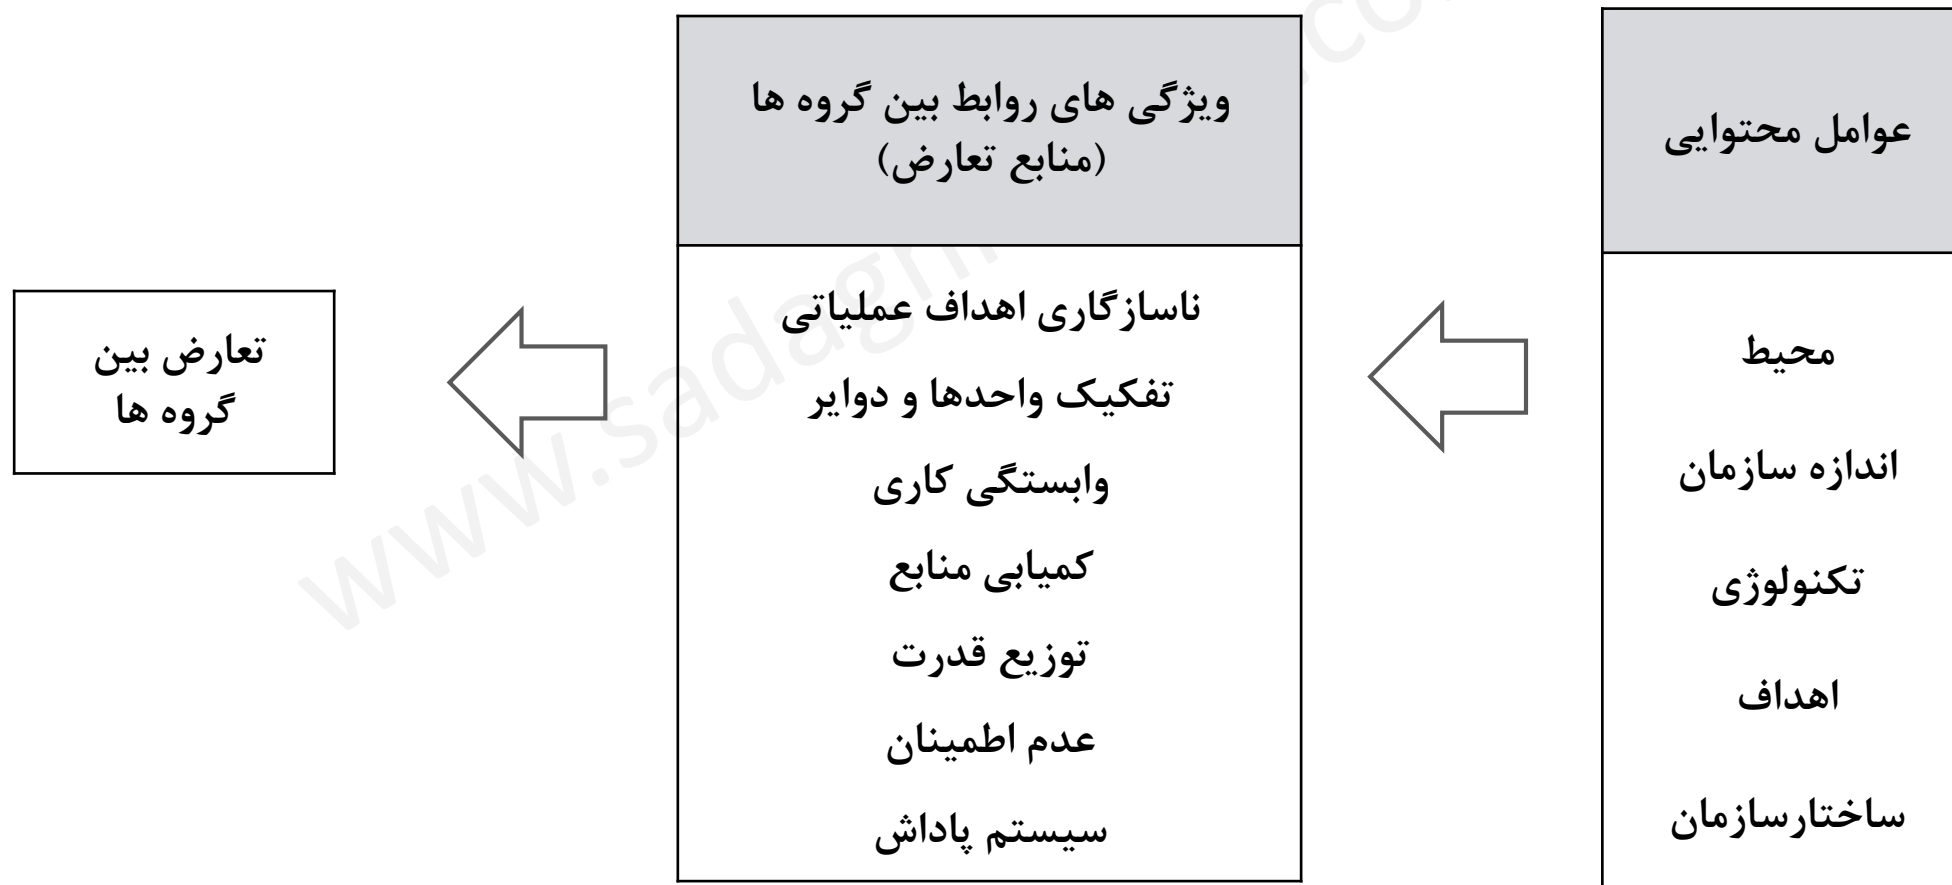 عوامل محتوایی
محیط
اندازه سازمان
تکنولوژی
اهداف
ساختارسازمان
ویژگی های روابط بین گروه ها
(منابع تعارض)
ناسازگاری اهداف عملیاتی
تفکیک واحدها و دوایر
وابستگی کاری
کمیابی منابع
توزیع قدرت
عدم اطمینان
سیستم پاداش
تعارض بین
گروه ها